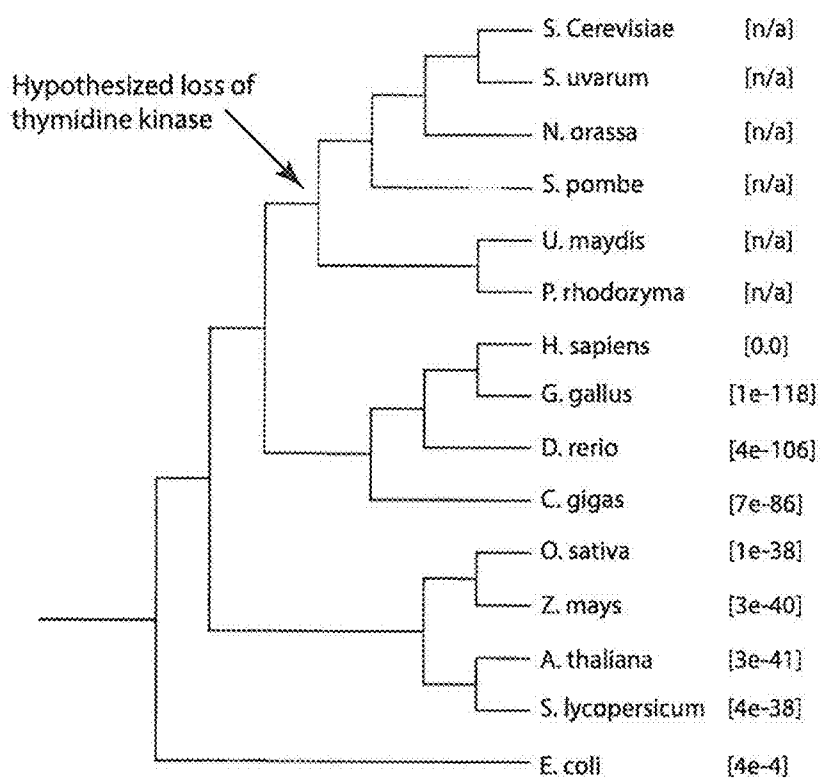 Hypothesized loss of
thymidine kinase
S. Cerevisiae [n/a]
S. uvarum [n/a]
N. orassa [n/a]
S. pombe [n/a]
U. maydis [n/a]
P. rhodozyma [n/a]
H. sapiens [0.0]
G. gallus [1e-118]
D. rerio [4e-106]
C. gigas [7e-86]
O. sativa [1e-38]
Z. mays [3e-40]
A. thaliana [3e-41]
S. lycopersicum [4e-38]
E. coli [4e-4]